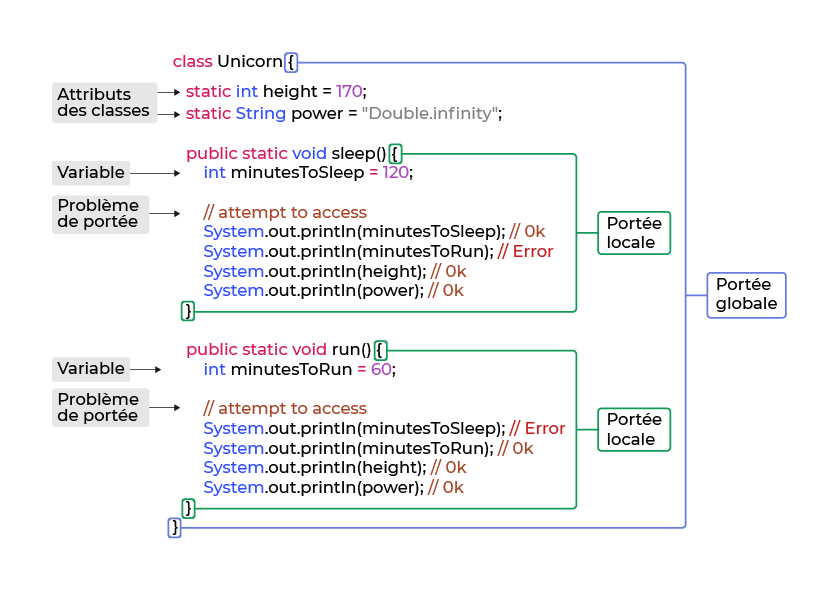 class Unicorn {
Attributs
des classes
static int height = 170;
static String power = "Double.infinity";
public static void sleep() {
Variable
int minutesToSleep = 120;
Problème
de portée
// attempt to access
System.out.println(minutesToSleep); // 0k
System.out.println(minutesToRun); // Error
System.out.println(height); // 0k
System.out.println(power); // 0k
}
Portée
locale
Portée
globale
public static void run() {
Variable
int minutesToRun = 60;
Problème
de portée
// attempt to access
System.out.println(minutesToSleep); // Error
System.out.println(minutesToRun); // 0k
System.out.println(height); // 0k
System.out.println(power); // 0k
}
Portée
locale
}